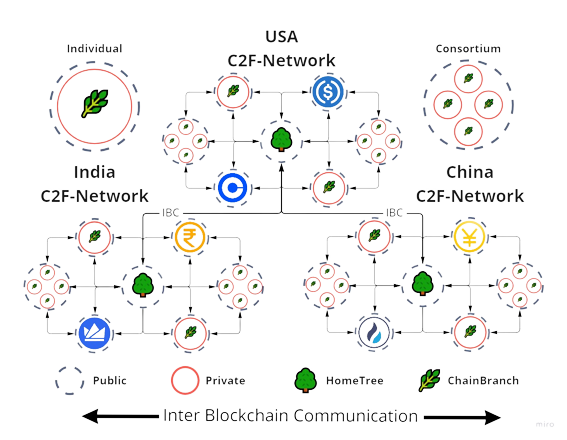 USA
C2F-Network
Individual
Consortium
India
C2F-Network
China
C2F-Network
IBC
IBC
Public
Private
HomeTree
ChainBranch
Inter Blockchain Communication
miro